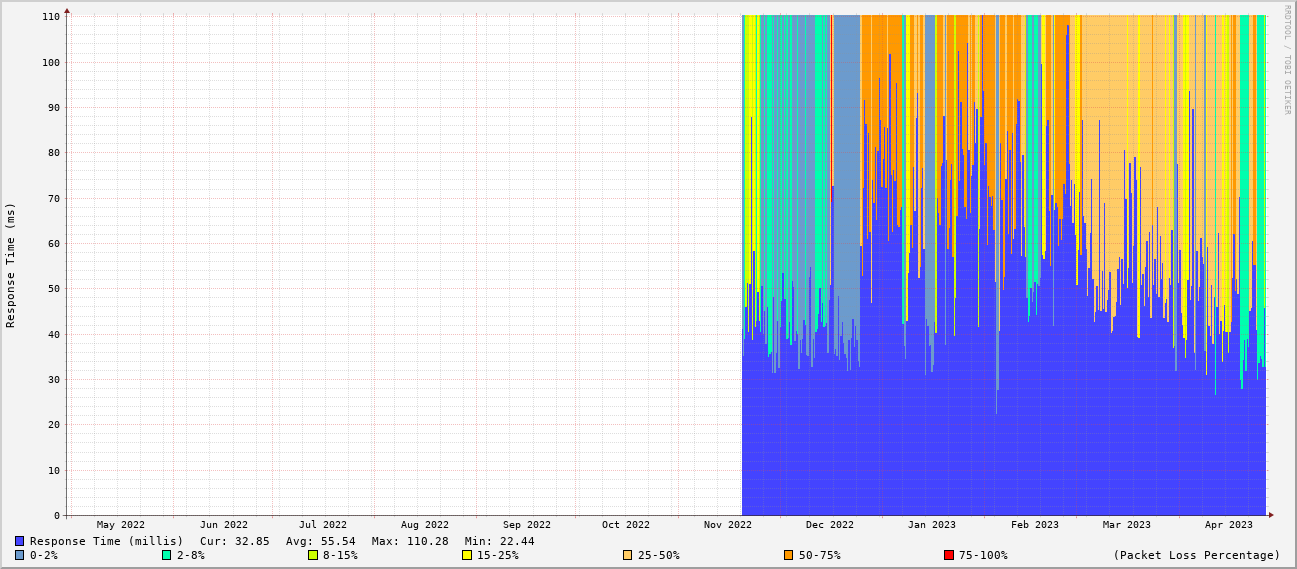 RRDTOOL / TOBI OETIKER
Response Time (ms)
110
100
90
80
70
60
50
40
30
20
10
0
May 2022 Jun 2022 Jul 2022 Aug 2022 Sep 2022 Oct 2022 Nov 2022 Dec 2022 Jan 2023 Feb 2023 Mar 2023 Apr 2023
Response Time (millis) Cur: 32.85 Avg: 55.54 Max: 110.28 Min: 22.44
0-2% 2-8% 8-15% 15-25% 25-50% 50-75% 75-100% (Packet Loss Percentage)